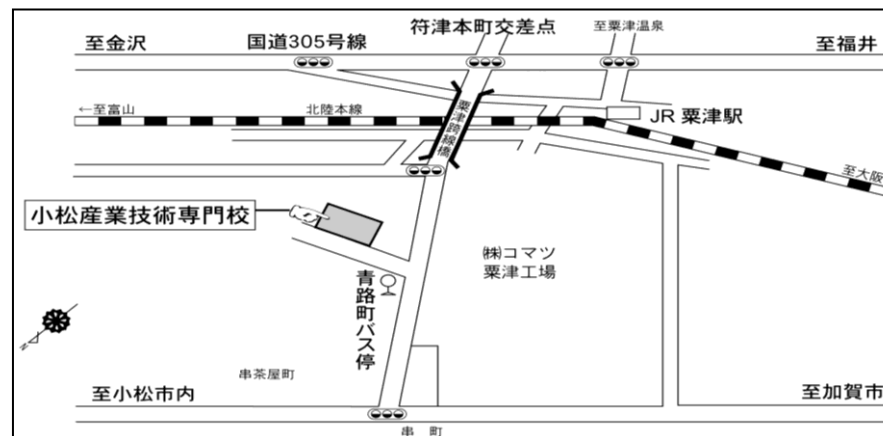 符津本町交差点
至粟津温泉
至金沢
国道305号線
至福井
←至富山
北陸本線
粟津跨線橋
JR 粟津駅
至大阪
小松産業技術専門校
㈱コマツ
粟津工場
青路町バス停
N
串茶屋町
至小松市内
至加賀市
串 町